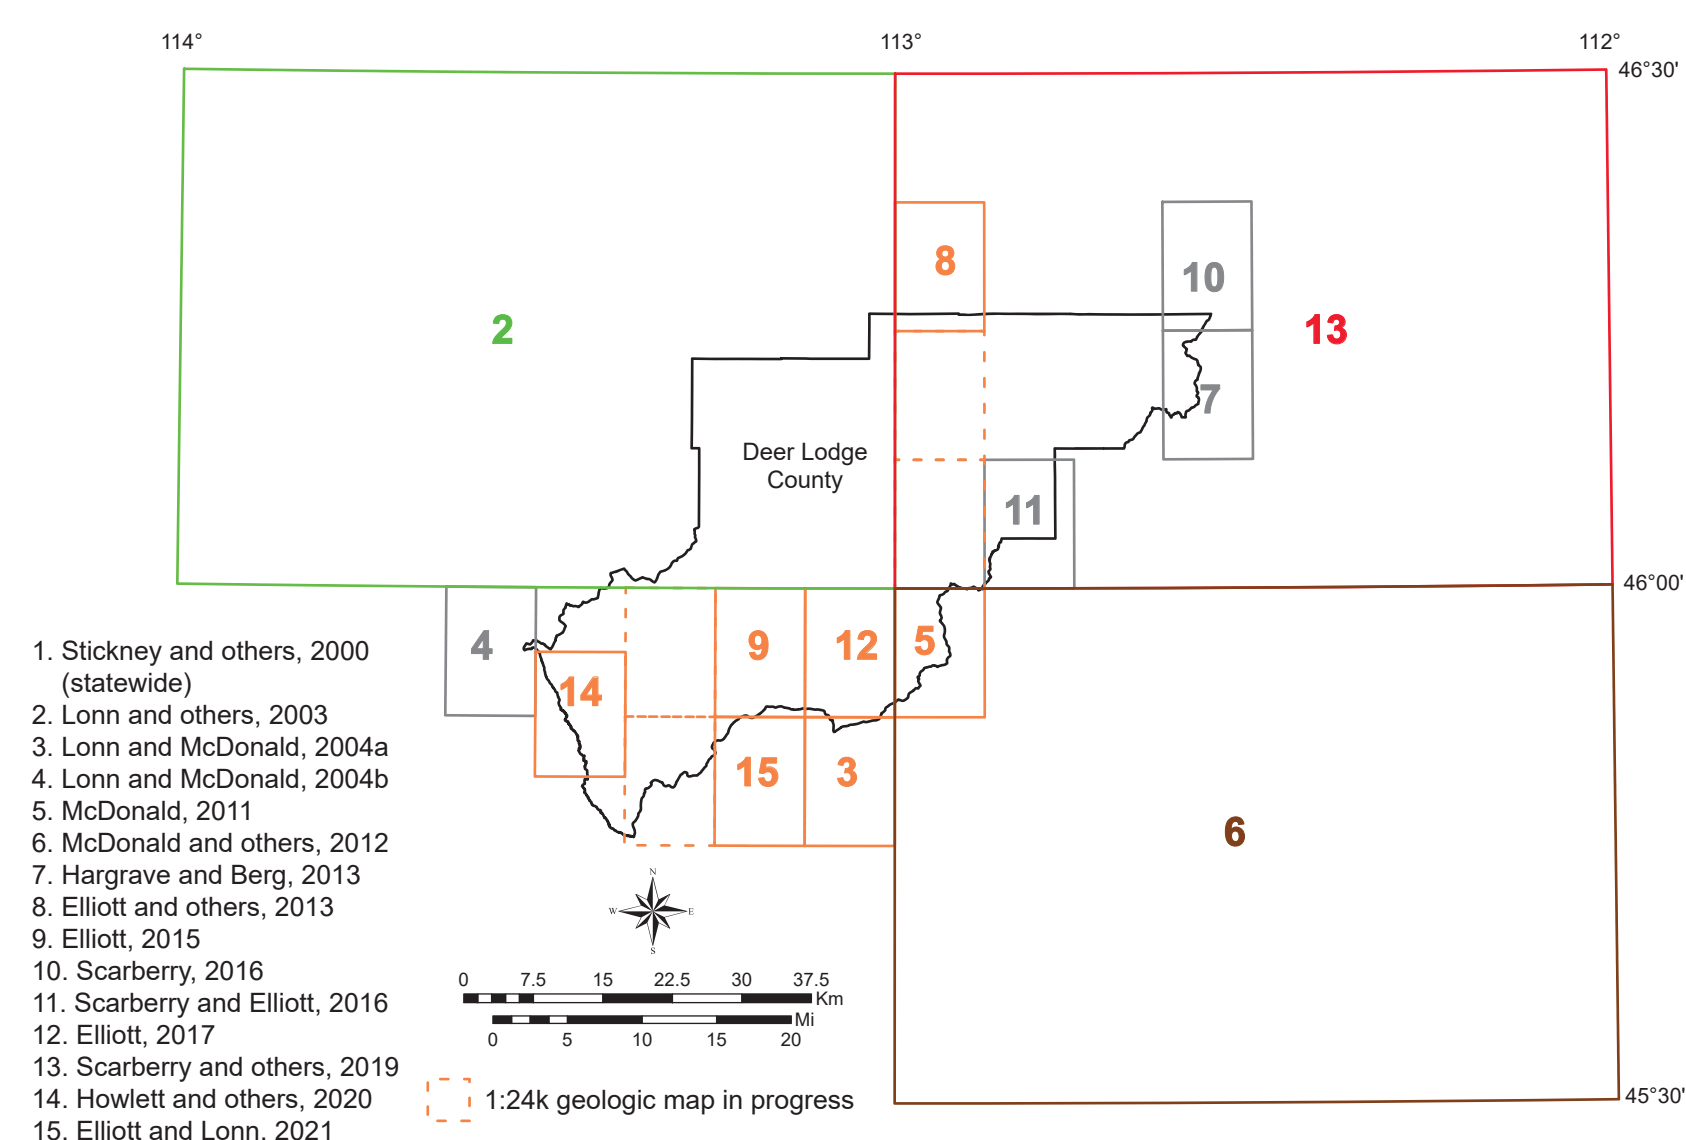 114°
113°
112°
46°30'
8
10
2
13
7
Deer Lodge
County
11
46°00'
4
9
12
5
14
15
3
6
1. Stickney and others, 2000
(statewide)
2. Lonn and others, 2003
3. Lonn and McDonald, 2004a
4. Lonn and McDonald, 2004b
5. McDonald, 2011
6. McDonald and others, 2012
7. Hargrave and Berg, 2013
8. Elliott and others, 2013
9. Elliott, 2015
10. Scarberry, 2016
11. Scarberry and Elliott, 2016
12. Elliott, 2017
13. Scarberry and others, 2019
14. Howlett and others, 2020
15. Elliott and Lonn, 2021
N
W E
S
0 7.5 15 22.5 30 37.5
Km
Mi
0 5 10 15 20
1:24k geologic map in progress
45°30'